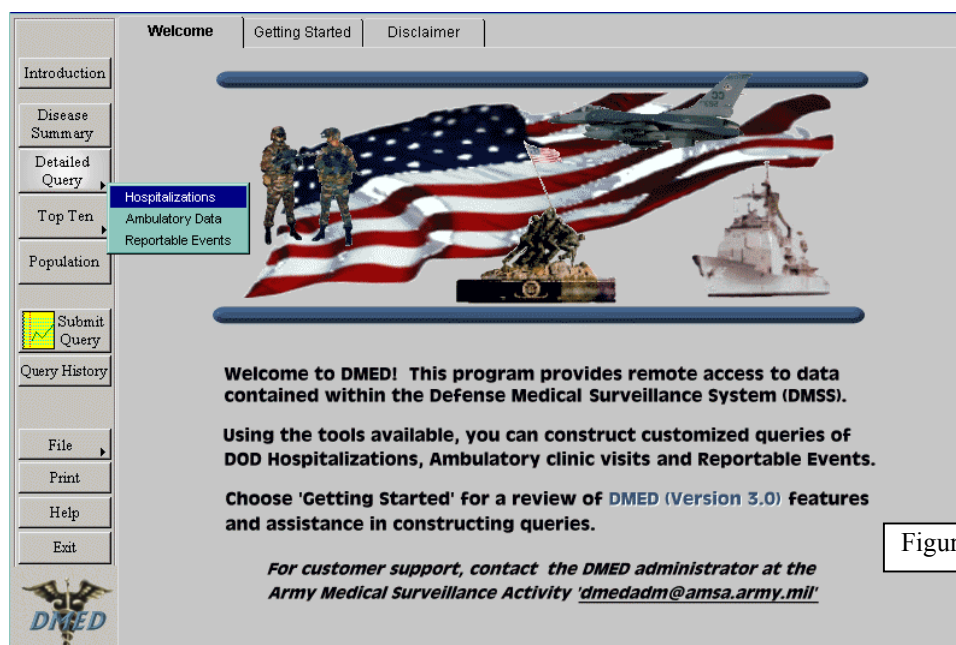 Welcome
Getting Started
Disclaimer
Introduction
Disease
Summary
Detailed
Query
Hospitalizations
Ambulatory Data
Reportable Events
Top Ten
Population
Submit
Query
Query History
File
Print
Help
Exit
DMED
Welcome to DMED! This program provides remote access to data
contained within the Defense Medical Surveillance System (DMSS).
Using the tools available, you can construct customized queries of
DOD Hospitalizations, Ambulatory clinic visits and Reportable Events.
Choose 'Getting Started' for a review of DMED (Version 3.0) features
and assistance in constructing queries.
For customer support, contact the DMED administrator at the
Army Medical Surveillance Activity 'dmedadm@amsa.army.mil'
Figur